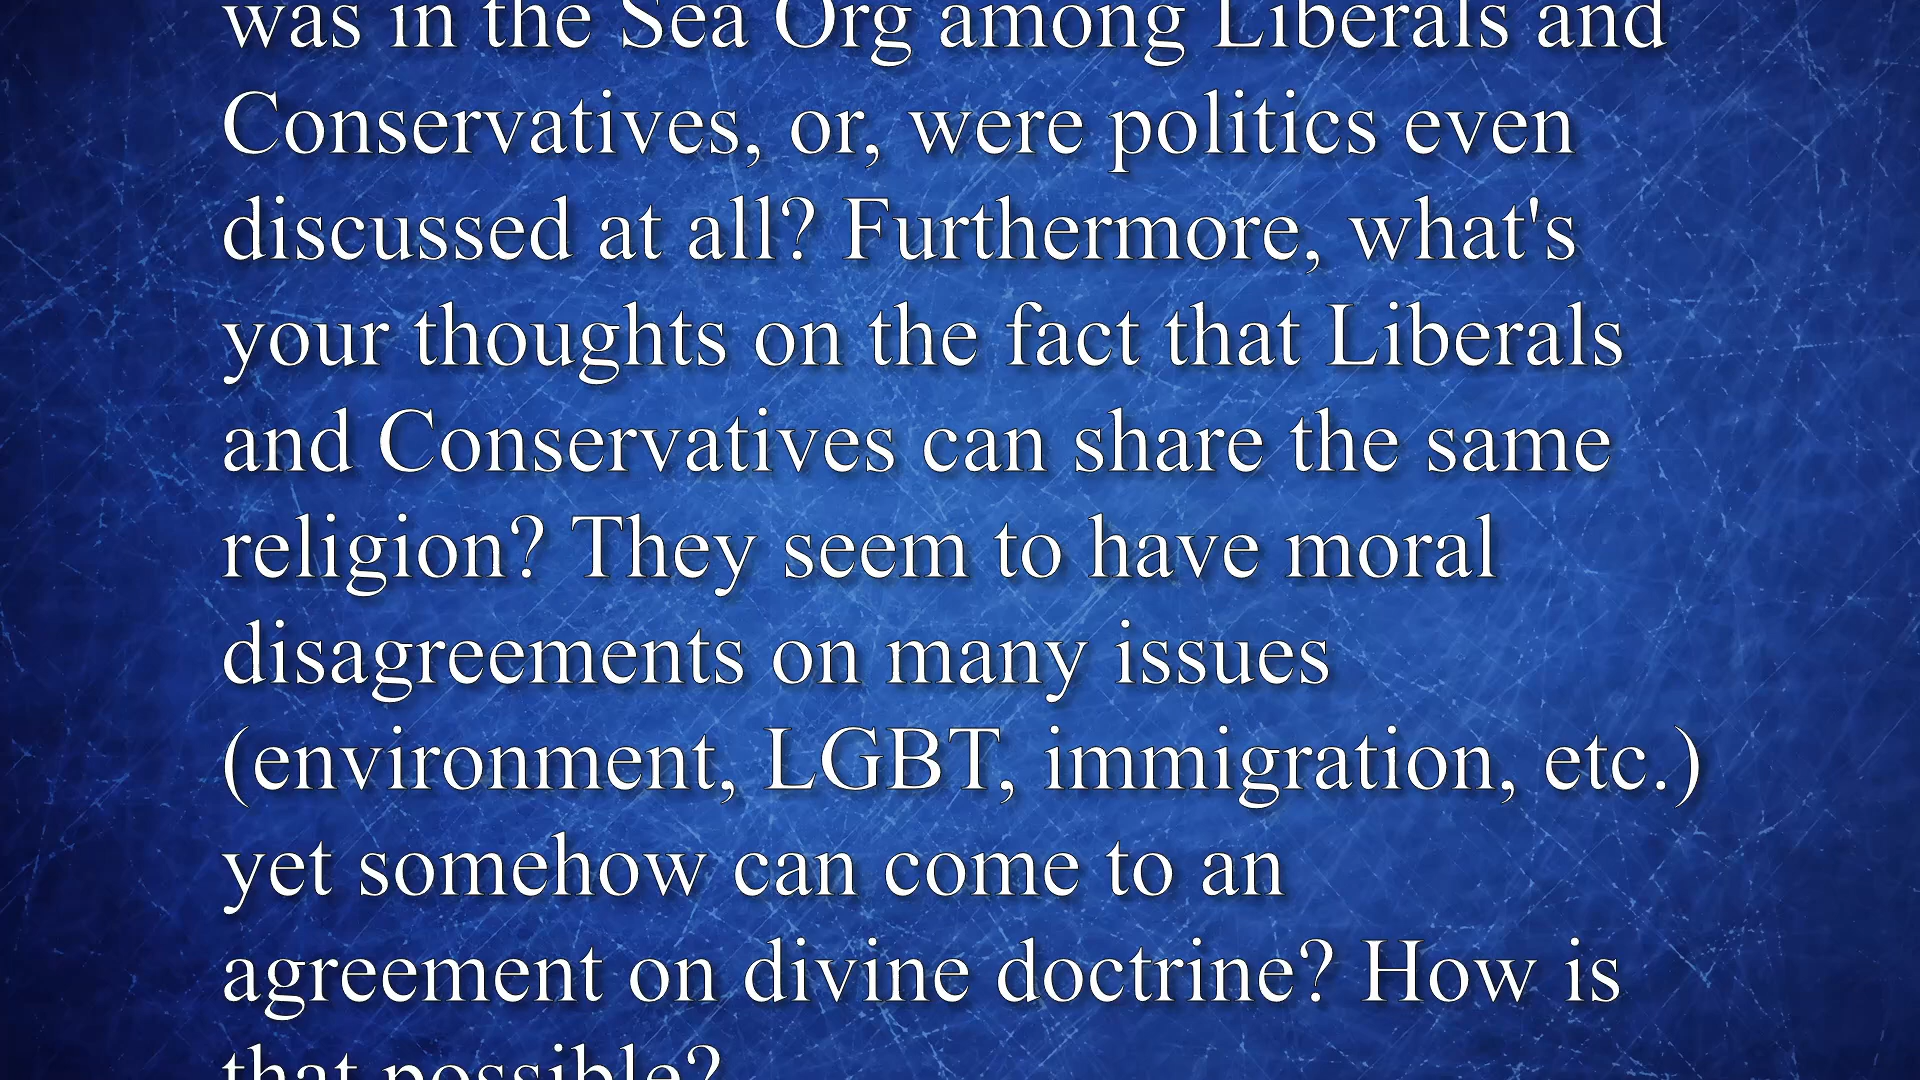 was in the Sea Org among Liberals and
Conservatives, or, were politics even
discussed at all? Furthermore, what's
your thoughts on the fact that Liberals
and Conservatives can share the same
religion? They seem to have moral
disagreements on many issues
(environment, LGBT, immigration, etc.)
yet somehow can come to an
agreement on divine doctrine? How is
that possible?